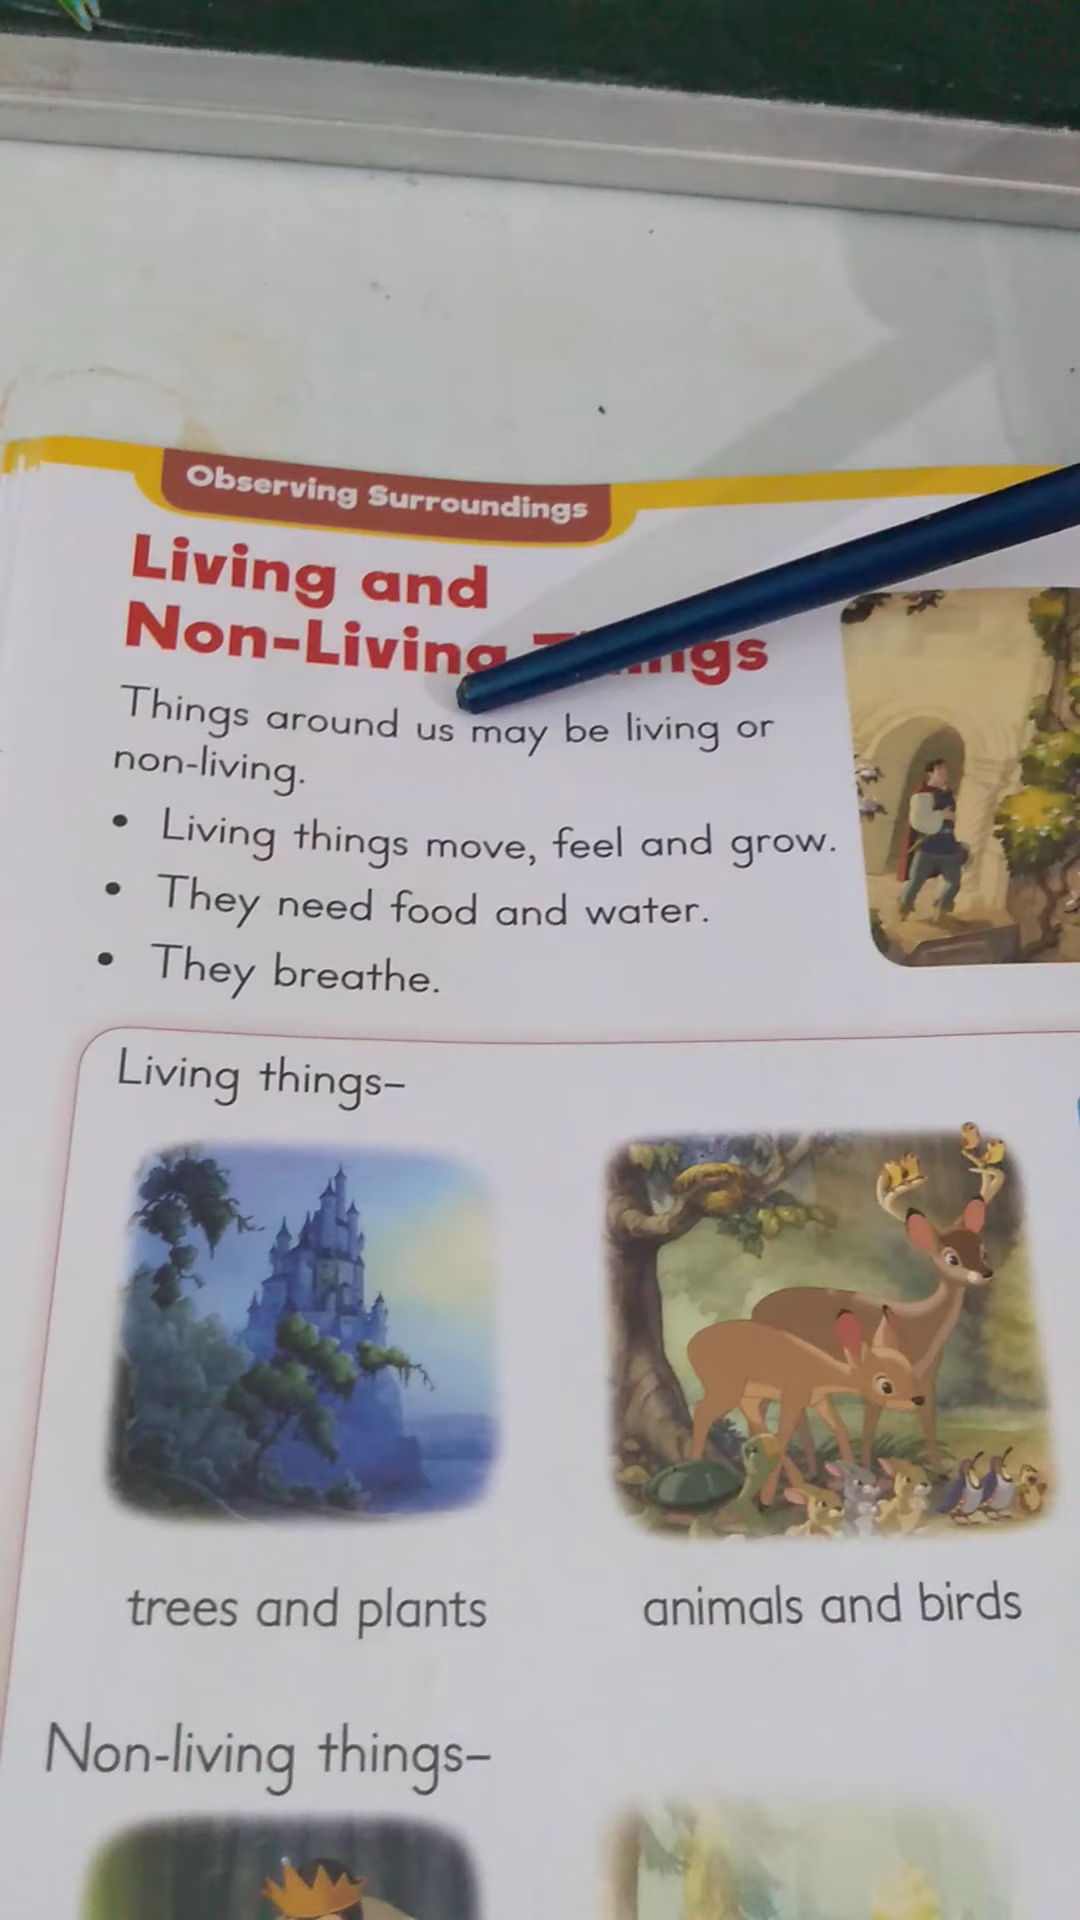 Observing Surroundings
Living and
Non-Living Things
Things around us may be living or
non-living.
• Living things move, feel and grow.
• They need food and water.
• They breathe.
Living things–
trees and plants
animals and birds
Non-living things–